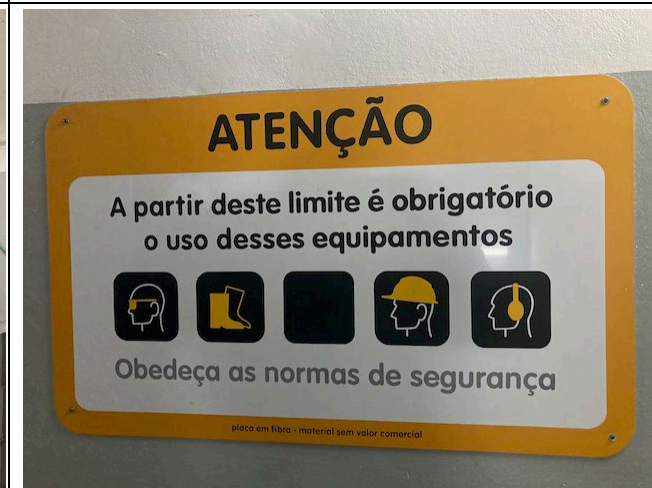 ATENÇÃO
A partir deste limite é obrigatório
o uso desses equipamentos
Obedeça as normas de segurança
placa em fibra - material sem valor comercial